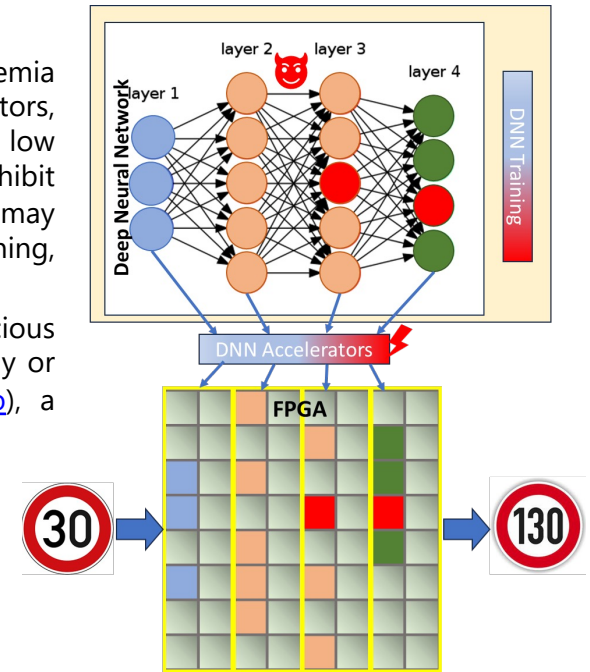 emia
ators,
low
hibit
may
ning,
cious
y or
), a
layer 1
layer 2
layer 3
layer 4
Deep Neural Network
DNN Training
DNN Accelerators
FPGA
30
130